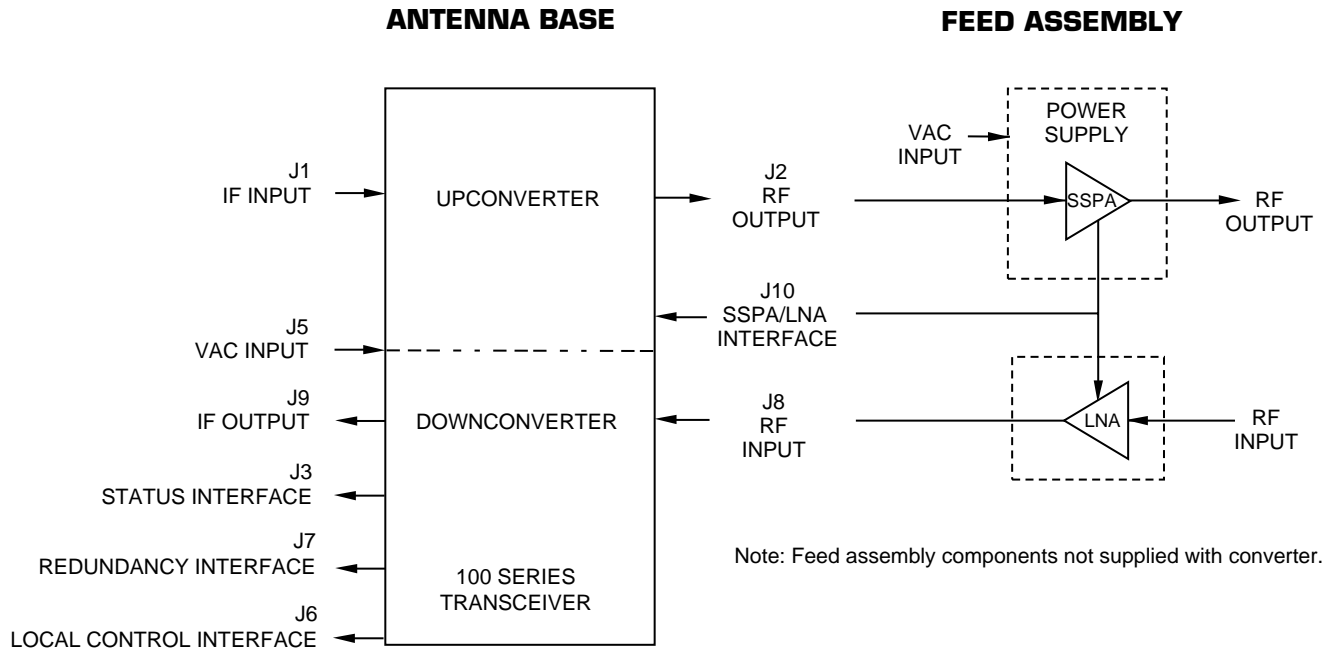 ANTENNA BASE
FEED ASSEMBLY
J1
IF INPUT
UPCONVERTER
J2
RF
OUTPUT
VAC
INPUT
POWER
SUPPLY
SSPA
RF
OUTPUT
J10
SSPA/LNA
INTERFACE
J5
VAC INPUT
J9
IF OUTPUT
DOWNCONVERTER
J8
RF
INPUT
LNA
RF
INPUT
J3
STATUS INTERFACE
J7
REDUNDANCY INTERFACE
100 SERIES
TRANSCEIVER
J6
LOCAL CONTROL INTERFACE
Note: Feed assembly components not supplied with converter.